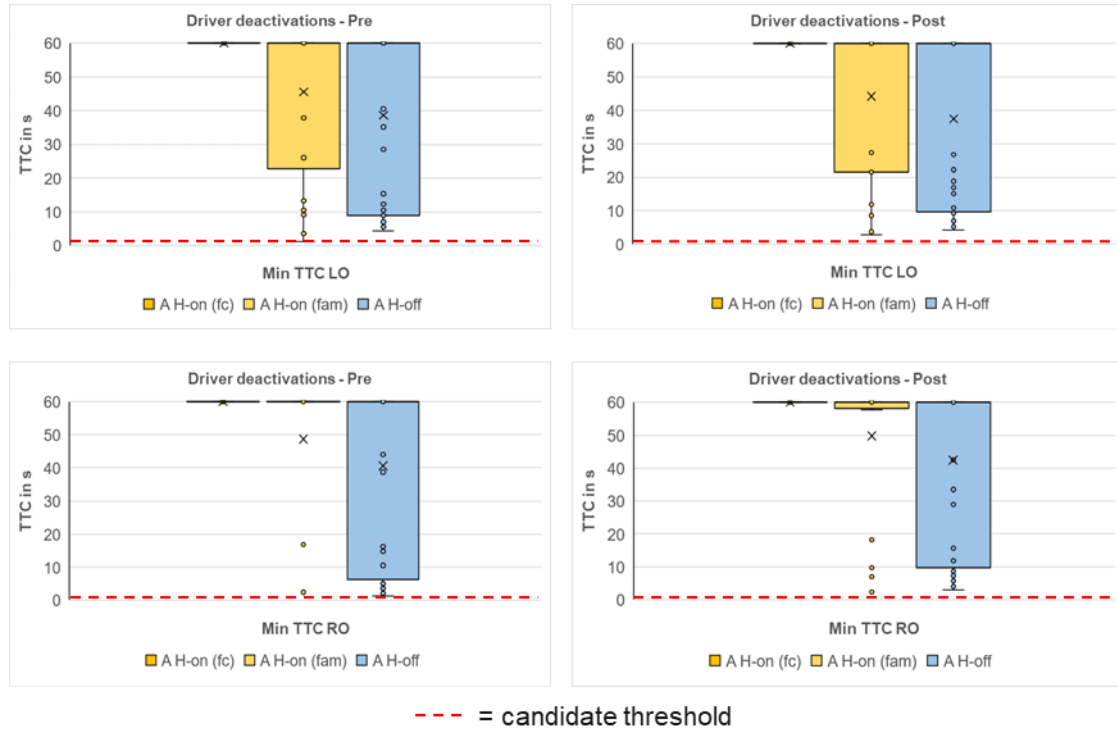 Driver deactivations - Pre
60
50
40
30
20
10
0
TTC in s
Min TTC LO
A H-on (fc) A H-on (fam) A H-off
Driver deactivations - Post
60
50
40
30
20
10
0
TTC in s
Min TTC LO
A H-on (fc) A H-on (fam) A H-off
Driver deactivations - Pre
60
50
40
30
20
10
0
TTC in s
Min TTC RO
A H-on (fc) A H-on (fam) A H-off
Driver deactivations - Post
60
50
40
30
20
10
0
TTC in s
Min TTC RO
A H-on (fc) A H-on (fam) A H-off
= candidate threshold